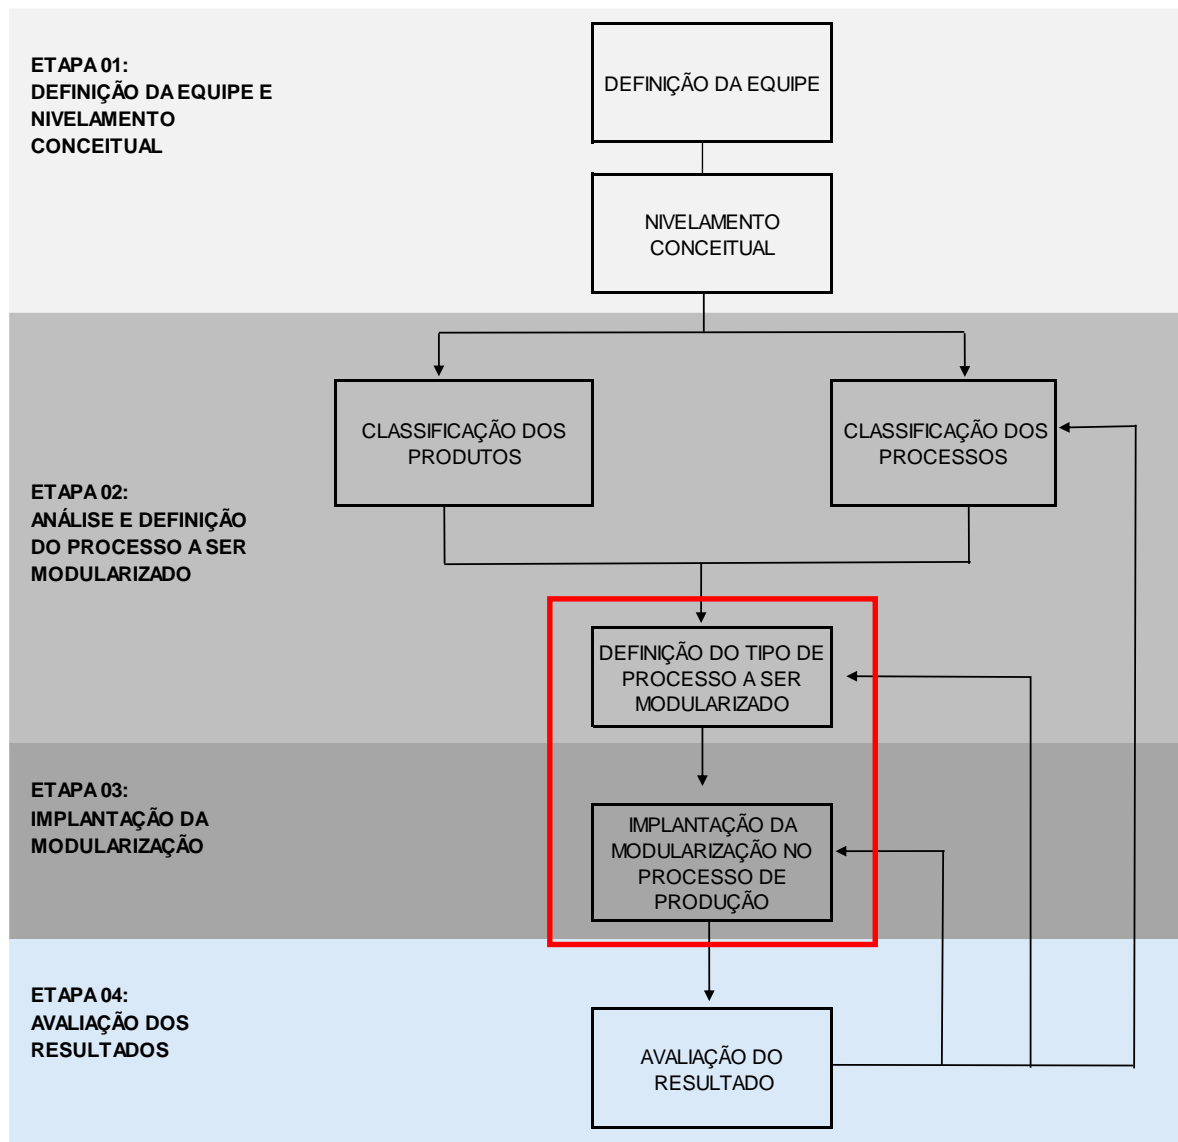 ETAPA 01:
DEFINIÇÃO DA EQUIPE E
NIVELAMENTO
CONCEITUAL
DEFINIÇÃO DA EQUIPE
NIVELAMENTO
CONCEITUAL
ETAPA 02:
ANÁLISE E DEFINIÇÃO
DO PROCESSO A SER
MODULARIZADO
CLASSIFICAÇÃO DOS
PRODUTOS
CLASSIFICAÇÃO DOS
PROCESSOS
DEFINIÇÃO DO TIPO DE
PROCESSO A SER
MODULARIZADO
ETAPA 03:
IMPLANTAÇÃO DA
MODULARIZAÇÃO
IMPLANTAÇÃO DA
MODULARIZAÇÃO NO
PROCESSO DE
PRODUÇÃO
ETAPA 04:
AVALIAÇÃO DOS
RESULTADOS
AVALIAÇÃO DO
RESULTADO